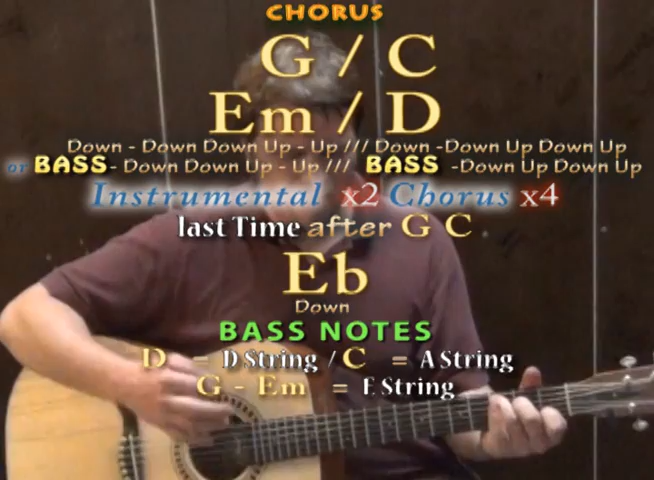 CHORUS
G / C
Em / D
Down - Down Down Up - Up /// Down -Down Up Down Up
or BASS- Down Down Up - Up /// BASS -Down Up Down Up
Instrumental x2 Chorus x4
last Time after G C
Eb
Down
BASS NOTES
D = D String / C = A String
G - Em = E String